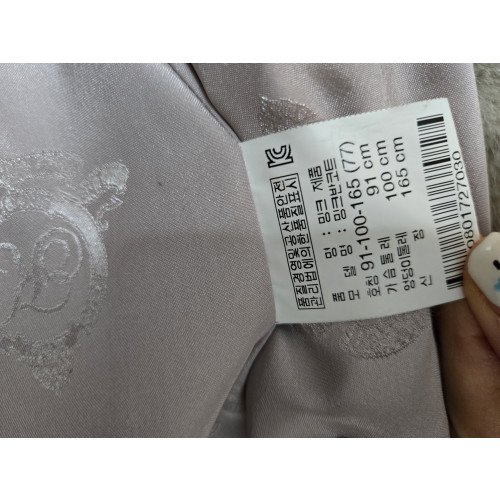 품질경영및공산품안전
관리법에의한품질표시
품 명 : 밍크 제품
모 델 명 : 밍크반코트
호칭 91-100-165 (77)
가슴둘레 91 cm
엉덩이둘레 100 cm
신 장 165 cm
9801727030